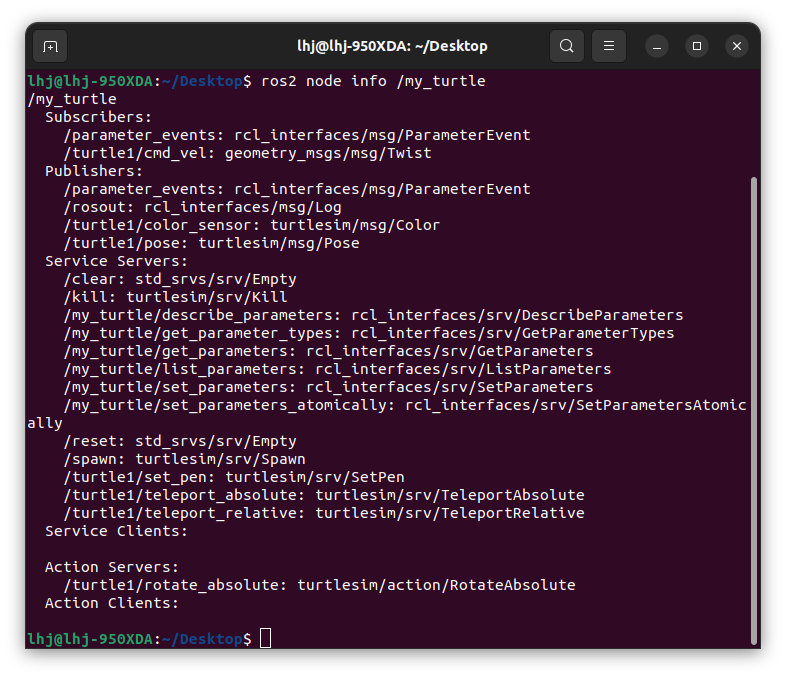 lhj@lhj-950XDA: ~/Desktop
lhj@lhj-950XDA:~/Desktop$ ros2 node info /my_turtle
/my_turtle
  Subscribers:
    /parameter_events: rcl_interfaces/msg/ParameterEvent
    /turtle1/cmd_vel: geometry_msgs/msg/Twist
  Publishers:
    /parameter_events: rcl_interfaces/msg/ParameterEvent
    /rosout: rcl_interfaces/msg/Log
    /turtle1/color_sensor: turtlesim/msg/Color
    /turtle1/pose: turtlesim/msg/Pose
  Service Servers:
    /clear: std_srvs/srv/Empty
    /kill: turtlesim/srv/Kill
    /my_turtle/describe_parameters: rcl_interfaces/srv/DescribeParameters
    /my_turtle/get_parameter_types: rcl_interfaces/srv/GetParameterTypes
    /my_turtle/get_parameters: rcl_interfaces/srv/GetParameters
    /my_turtle/list_parameters: rcl_interfaces/srv/ListParameters
    /my_turtle/set_parameters: rcl_interfaces/srv/SetParameters
    /my_turtle/set_parameters_atomically: rcl_interfaces/srv/SetParametersAtomic
ally
    /reset: std_srvs/srv/Empty
    /spawn: turtlesim/srv/Spawn
    /turtle1/set_pen: turtlesim/srv/SetPen
    /turtle1/teleport_absolute: turtlesim/srv/TeleportAbsolute
    /turtle1/teleport_relative: turtlesim/srv/TeleportRelative
  Service Clients:
  Action Servers:
    /turtle1/rotate_absolute: turtlesim/action/RotateAbsolute
  Action Clients:
lhj@lhj-950XDA:~/Desktop$